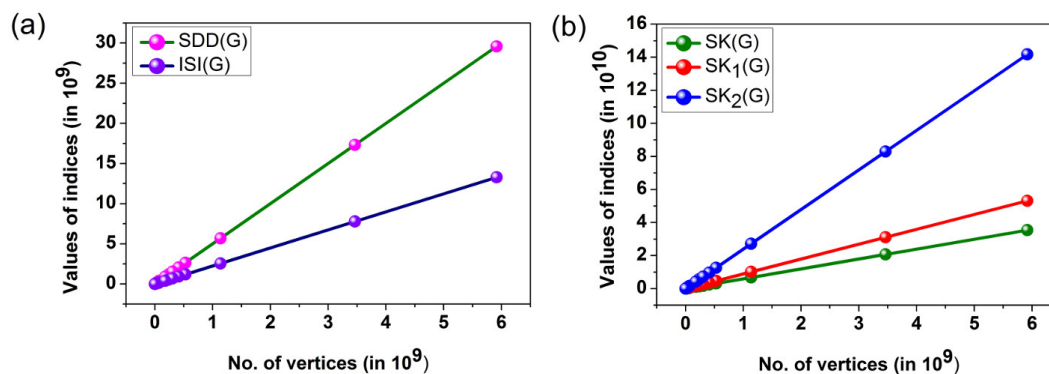 (a)
SDD(G)
ISI(G)
Values of indices (in 10⁹)
30
25
20
15
10
5
0
0 1 2 3 4 5 6
No. of vertices (in 10⁹)
(b)
SK(G)
SK₁(G)
SK₂(G)
Values of indices (in 10¹⁰)
16
14
12
10
8
6
4
2
0
0 1 2 3 4 5 6
No. of vertices (in 10⁹)